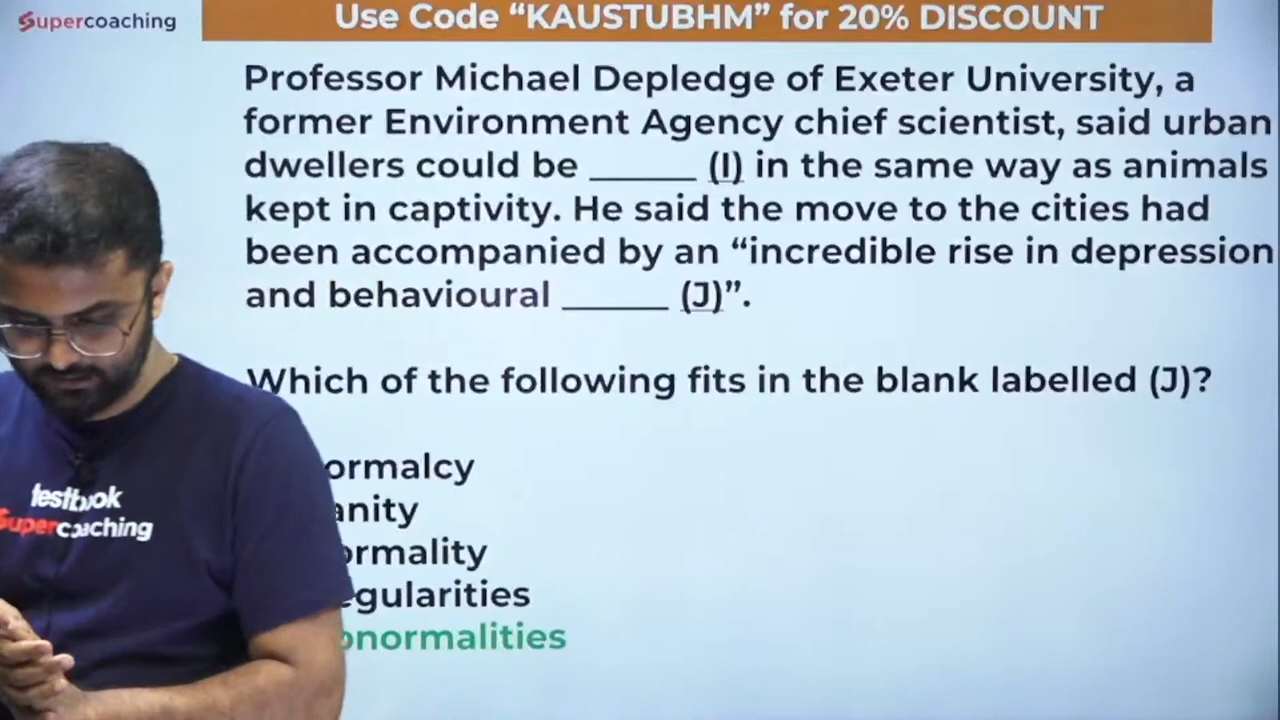 Supercoaching
Use Code “KAUSTUBHM” for 20% DISCOUNT
Professor Michael Depledge of Exeter University, a
former Environment Agency chief scientist, said urban
dwellers could be ______ (I) in the same way as animals
kept in captivity. He said the move to the cities had
been accompanied by an “incredible rise in depression
and behavioural ______ (J)”.
Which of the following fits in the blank labelled (J)?
ormalcy
anity
ormality
egularities
bnormalities
testbook
Supercoaching